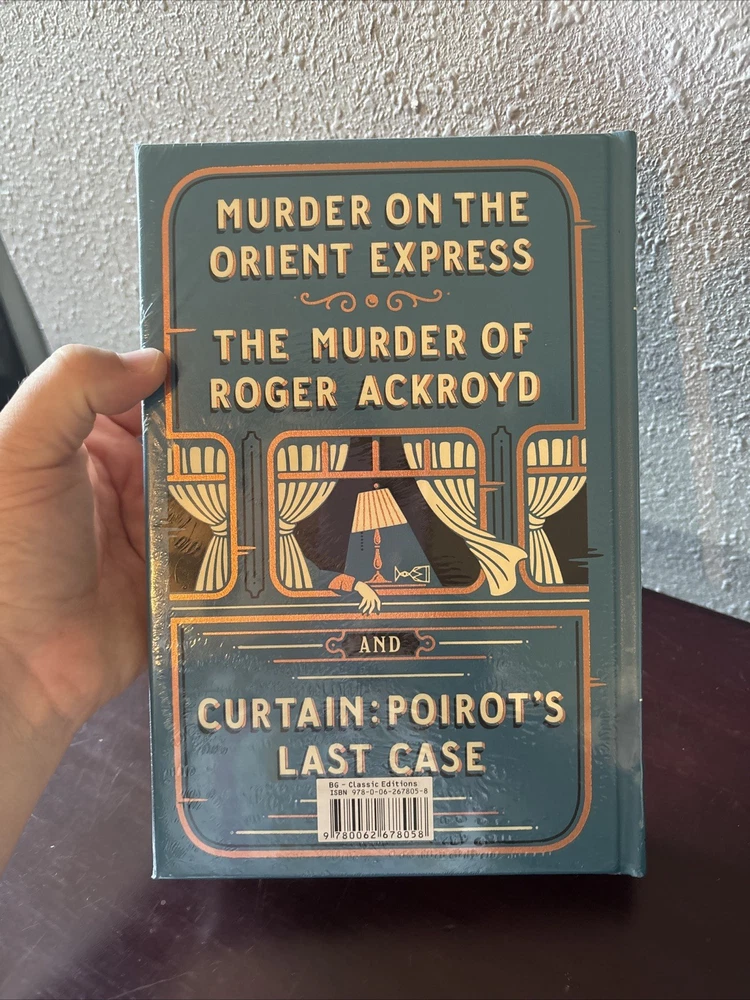 MURDER ON THE
ORIENT EXPRESS
THE MURDER OF
ROGER ACKROYD
AND
CURTAIN: POIROT'S
LAST CASE
BG - Classic Editions
ISBN 978-0-06-267805-8
9 780062 678058